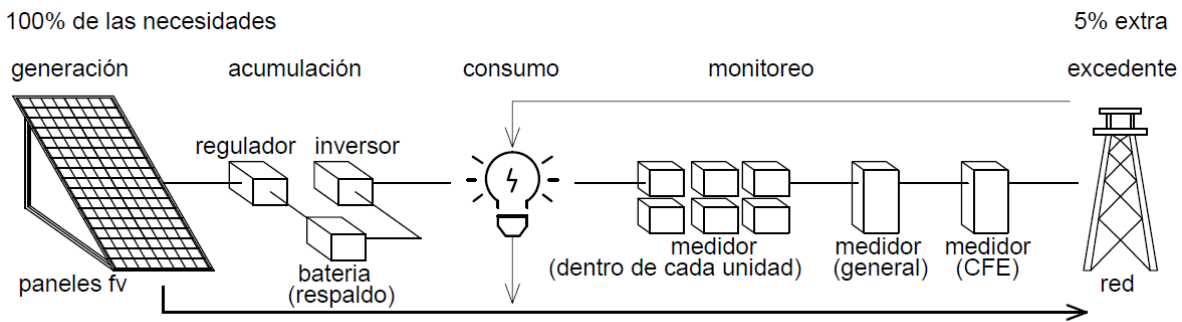 100% de las necesidades
5% extra
generación
acumulación
consumo
monitoreo
excedente
regulador
inversor
bateria
(respaldo)
paneles fv
medidor
(dentro de cada unidad)
medidor
(general)
medidor
(CFE)
red